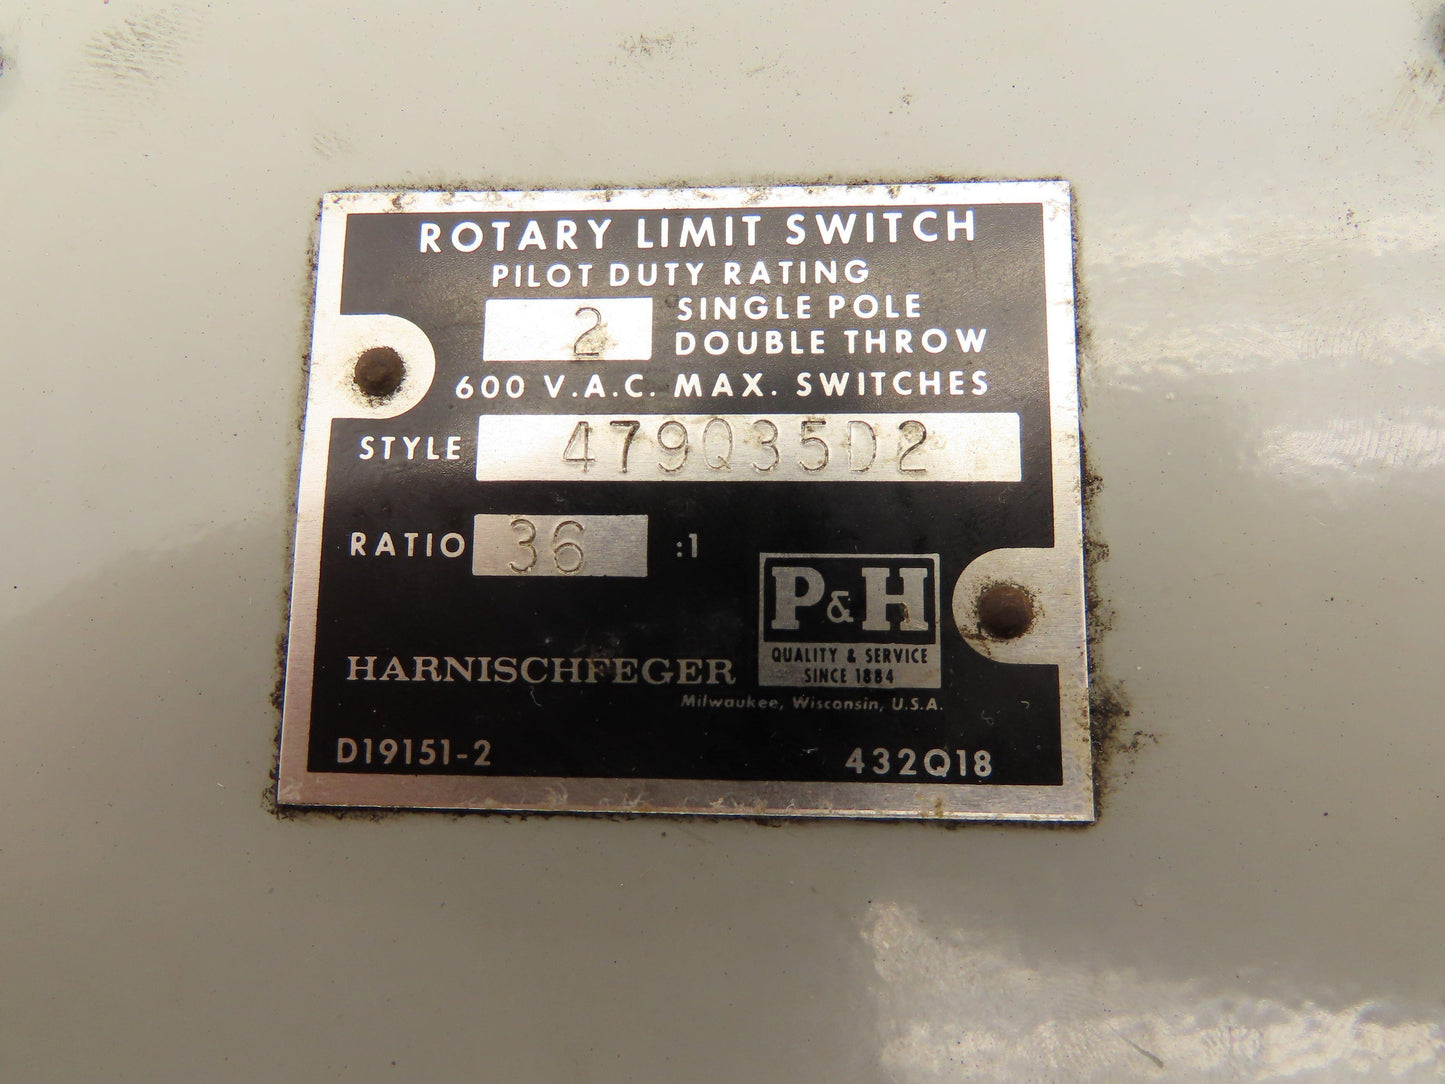 ROTARY LIMIT SWITCH
PILOT DUTY RATING
2 SINGLE POLE
DOUBLE THROW
600 V.A.C. MAX. SWITCHES
STYLE 479Q35D2
RATIO 36 :1
P&H
QUALITY & SERVICE
SINCE 1884
HARNISCHFEGER
Milwaukee, Wisconsin, U.S.A.
D19151-2 432Q18